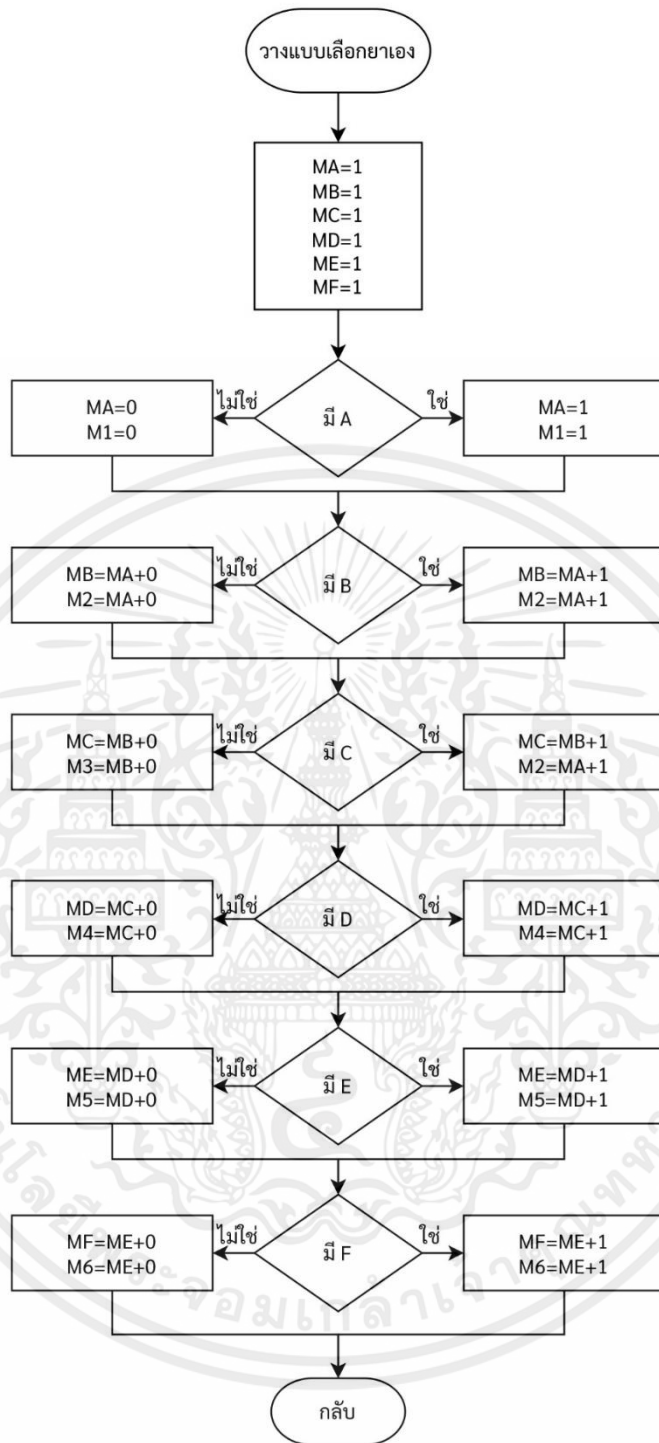 วางแบบเลือกยาเอง
MA=1
MB=1
MC=1
MD=1
ME=1
MF=1
MA=0
M1=0
ไม่ใช่
มี A
ใช่
MA=1
M1=1
MB=MA+0
M2=MA+0
ไม่ใช่
มี B
ใช่
MB=MA+1
M2=MA+1
MC=MB+0
M3=MB+0
ไม่ใช่
มี C
ใช่
MC=MB+1
M2=MA+1
MD=MC+0
M4=MC+0
ไม่ใช่
มี D
ใช่
MD=MC+1
M4=MC+1
ME=MD+0
M5=MD+0
ไม่ใช่
มี E
ใช่
ME=MD+1
M5=MD+1
MF=ME+0
M6=ME+0
ไม่ใช่
มี F
ใช่
MF=ME+1
M6=ME+1
กลับ